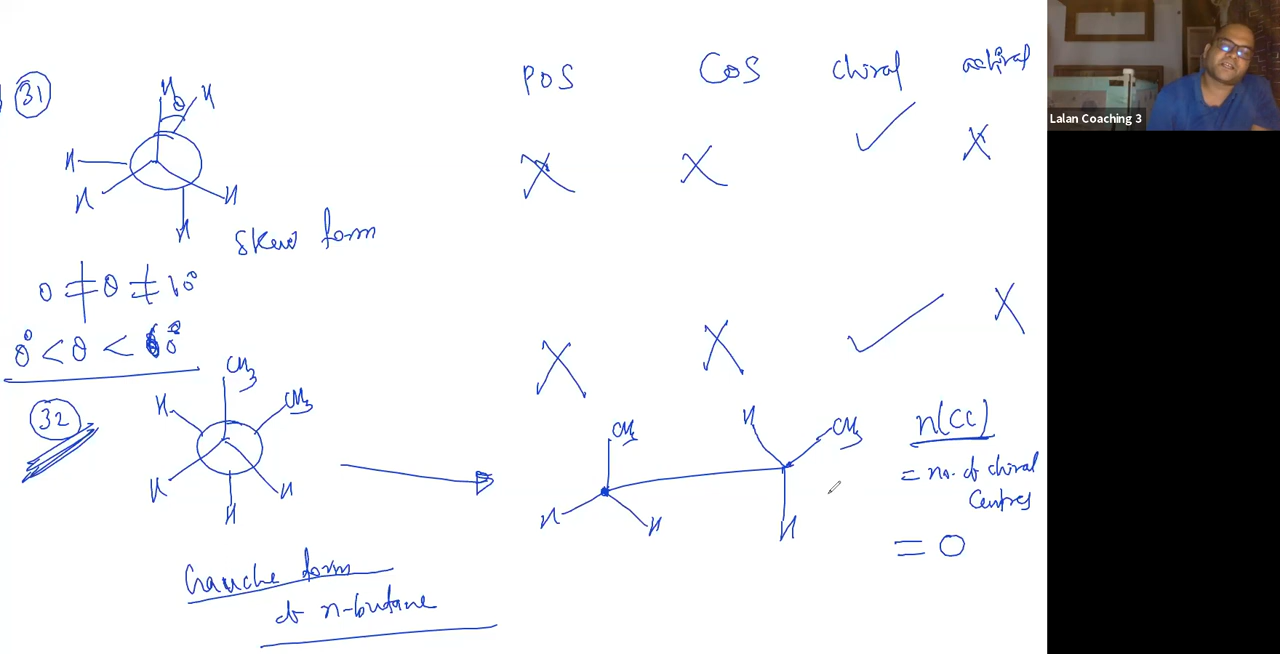 POS COS chiral achiral
Lalan Coaching 3
31
H θ H
H
H H
H
Skew form
0 ≠ θ ≠ 60°
0° < θ < 60°
32
CH3
H CH3
H H
H
CH3
H CH3
H H
H
n(CC)
= no. of chiral
Centres
= 0
Gauche form
of n-butane